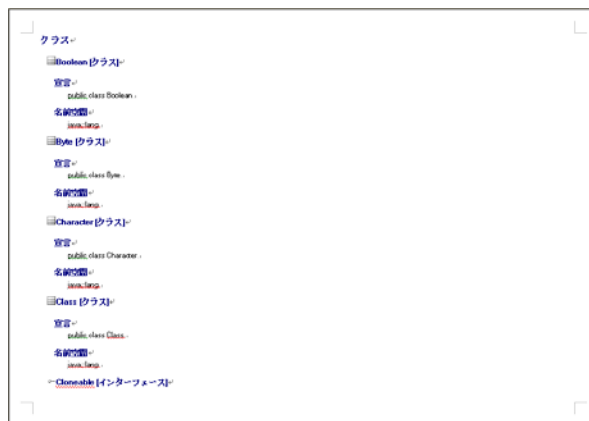 クラス
Boolean [クラス]
宣言
public class Boolean
名前空間
java.lang
Byte [クラス]
宣言
public class Byte
名前空間
java.lang
Character [クラス]
宣言
public class Character
名前空間
java.lang
Class [クラス]
宣言
public class Class
名前空間
java.lang
Cloneable [インターフェース]